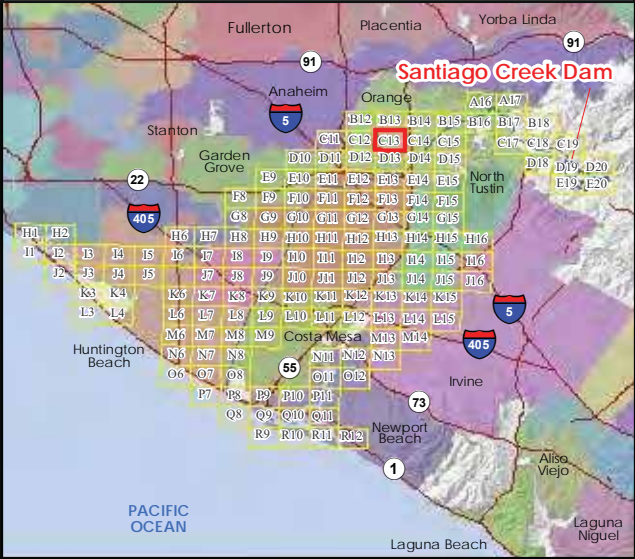 Fullerton
Placentia
Yorba Linda
91
91
Santiago Creek Dam
Anaheim
Orange
A16 A17
5
B12 B13 B14 B15 B16 B17 B18
Stanton
C11 C12 C13 C14 C15 C17 C18 C19
Garden
Grove
D10 D11 D12 D13 D14 D15 D18 D19 D20
North
Tustin
22
E9 E10 E11 E12 E13 E14 E15 E19 E20
F8 F9 F10 F11 F12 F13 F14 F15
405
G8 G9 G10 G11 G12 G13 G14 G15
H1 H2 H6 H7 H8 H9 H10 H11 H12 H13 H14 H15 H16
I1 I2 I3 I4 I5 I6 I7 I8 I9 I10 I11 I12 I13 I14 I15 I16
J2 J3 J4 J5 J7 J8 J9 J10 J11 J12 J13 J14 J15 J16
K3 K4 K6 K7 K8 K9 K10 K11 K12 K13 K14 K15
5
L3 L4 L6 L7 L8 L9 L10 L11 L12 L13 L14 L15
M6 M7 M8 M9 Costa Mesa M13 M14
405
Huntington
Beach
N6 N7 N8 N11 N12 N13
55
O6 O7 O8 O11 O12
Irvine
P7 P8 P9 P10 P11
73
Q8 Q9 Q10 Q11
Newport
Beach
R9 R10 R11 R12
1
Aliso
Viejo
PACIFIC
OCEAN
Laguna
Niguel
Laguna Beach